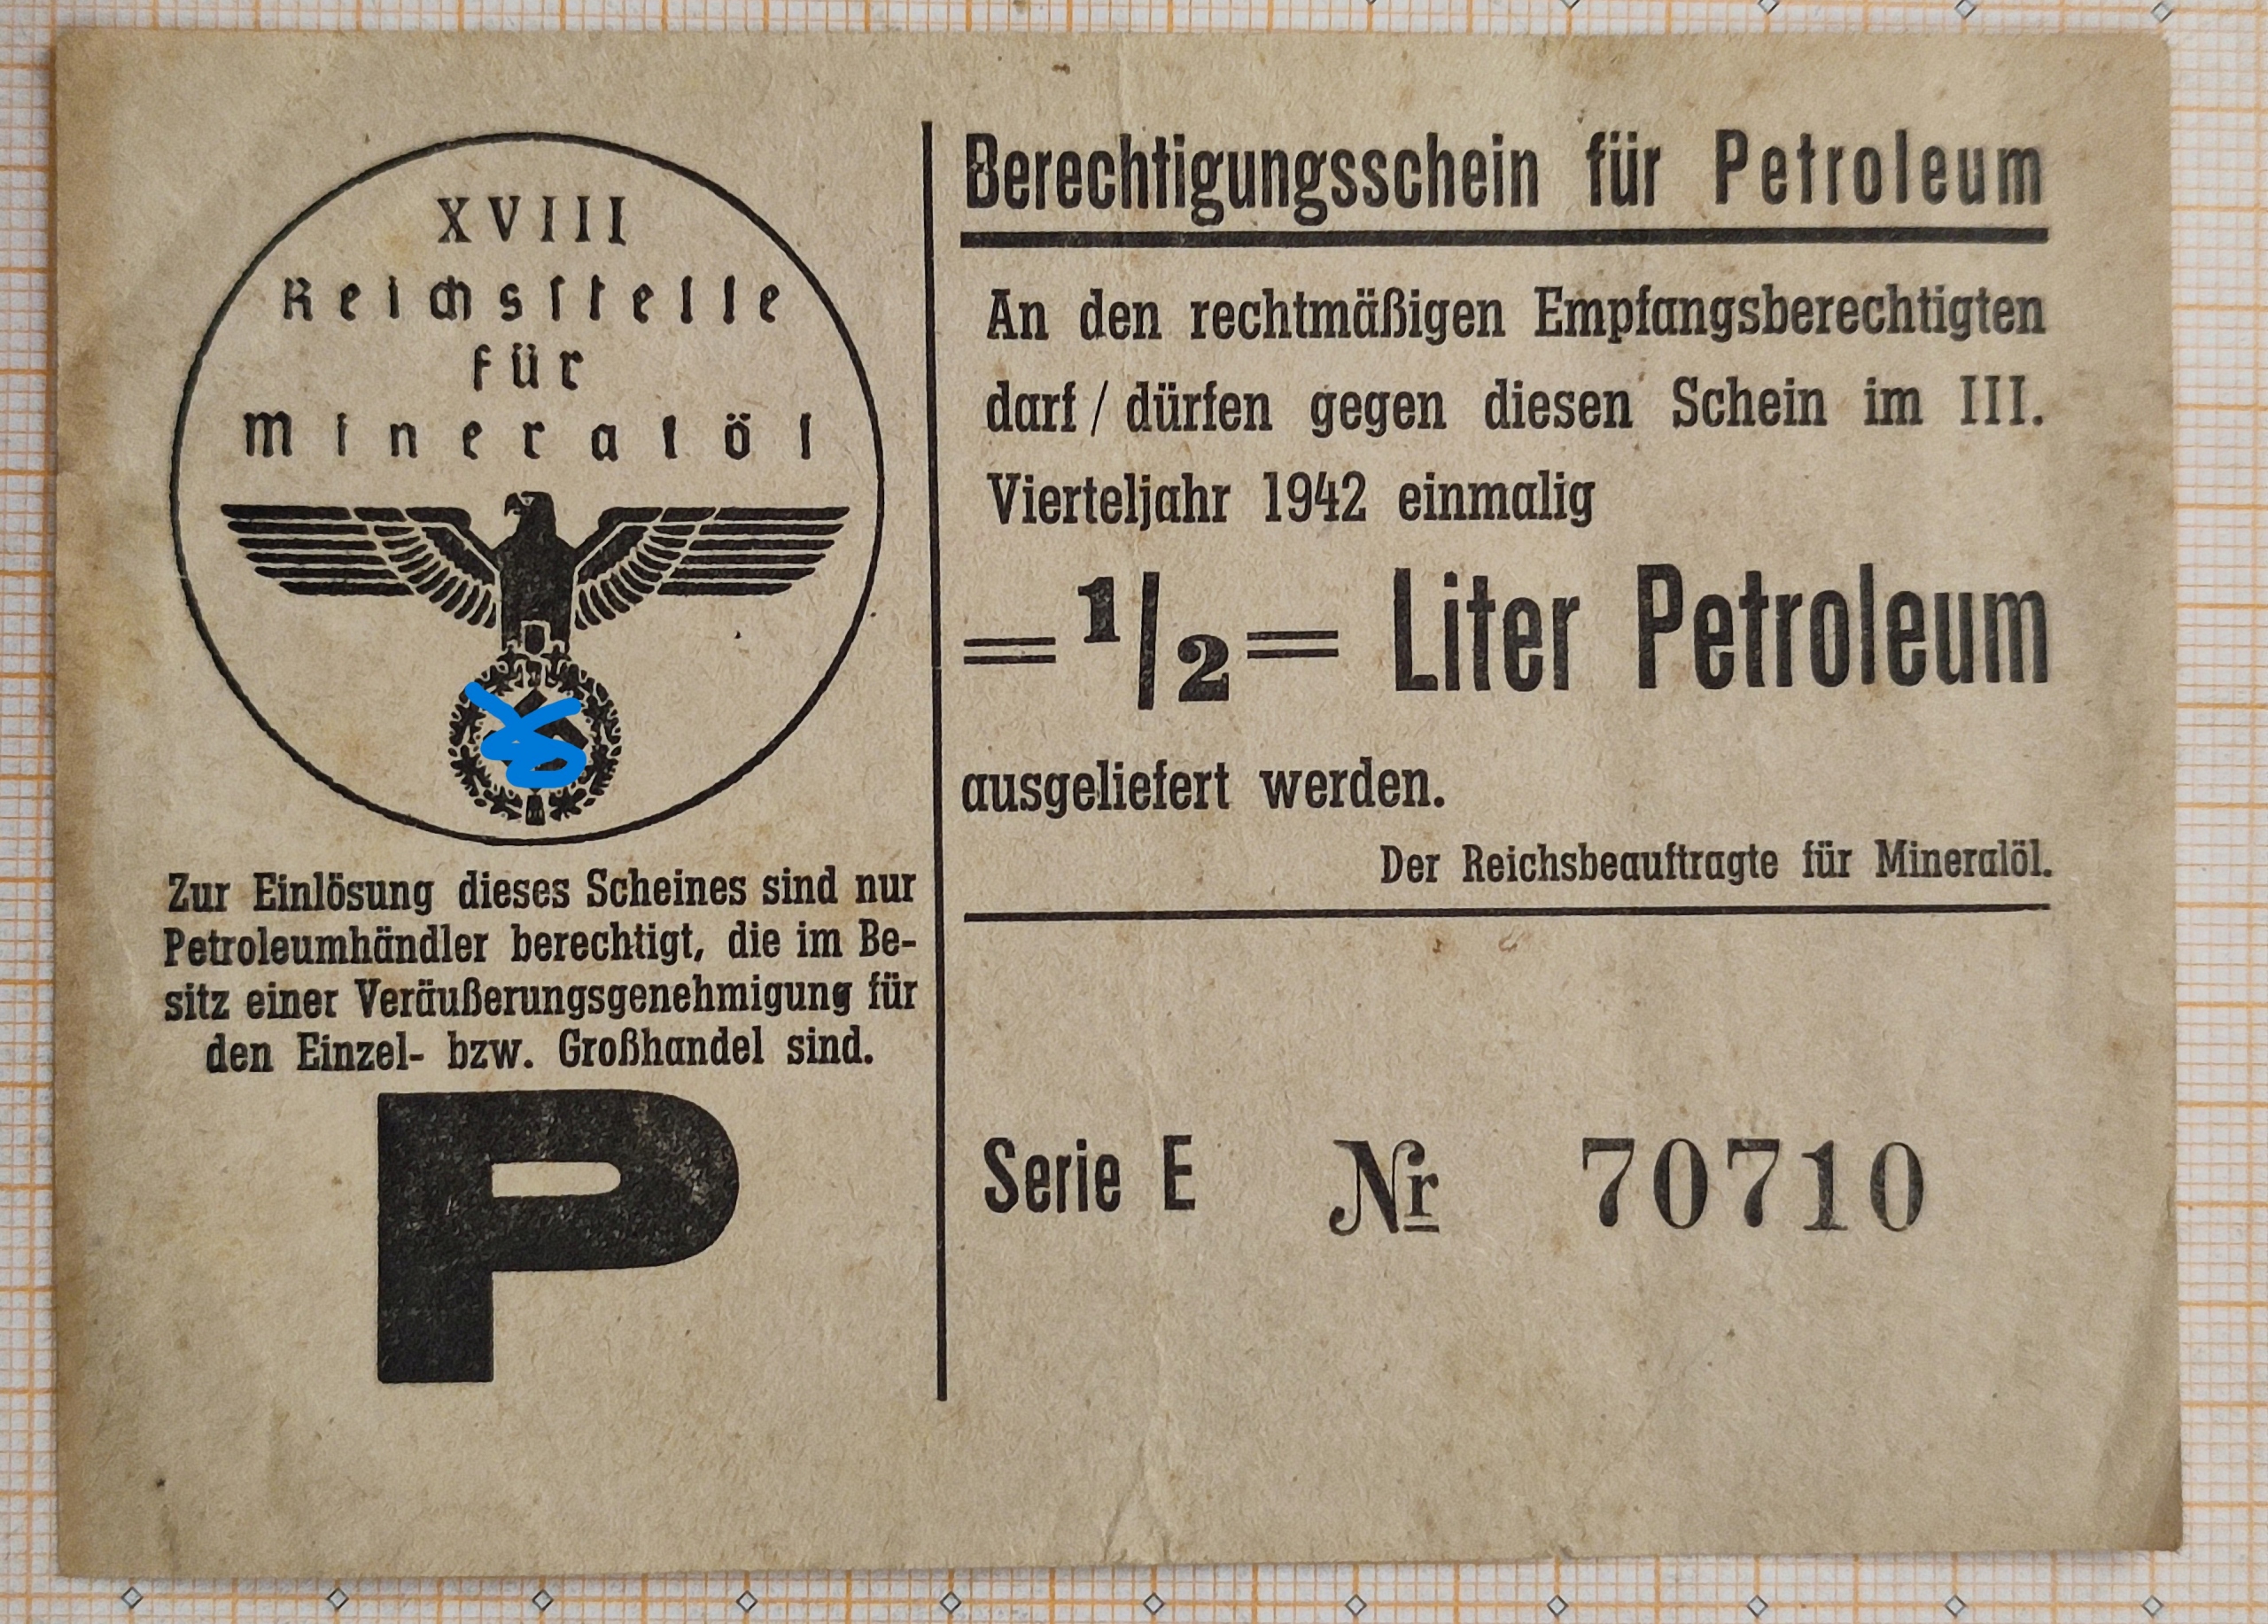 XVIII
Reichsstelle
für
Mineralöl
Zur Einlösung dieses Scheines sind nur
Petroleumhändler berechtigt, die im Be-
sitz einer Veräußerungsgenehmigung für
den Einzel- bzw. Großhandel sind.
P
Berechtigungsschein für Petroleum
An den rechtmäßigen Empfangsberechtigten
darf / dürfen gegen diesen Schein im III.
Vierteljahr 1942 einmalig
= 1/2 = Liter Petroleum
ausgeliefert werden.
Der Reichsbeauftragte für Mineralöl.
Serie E Nr 70710